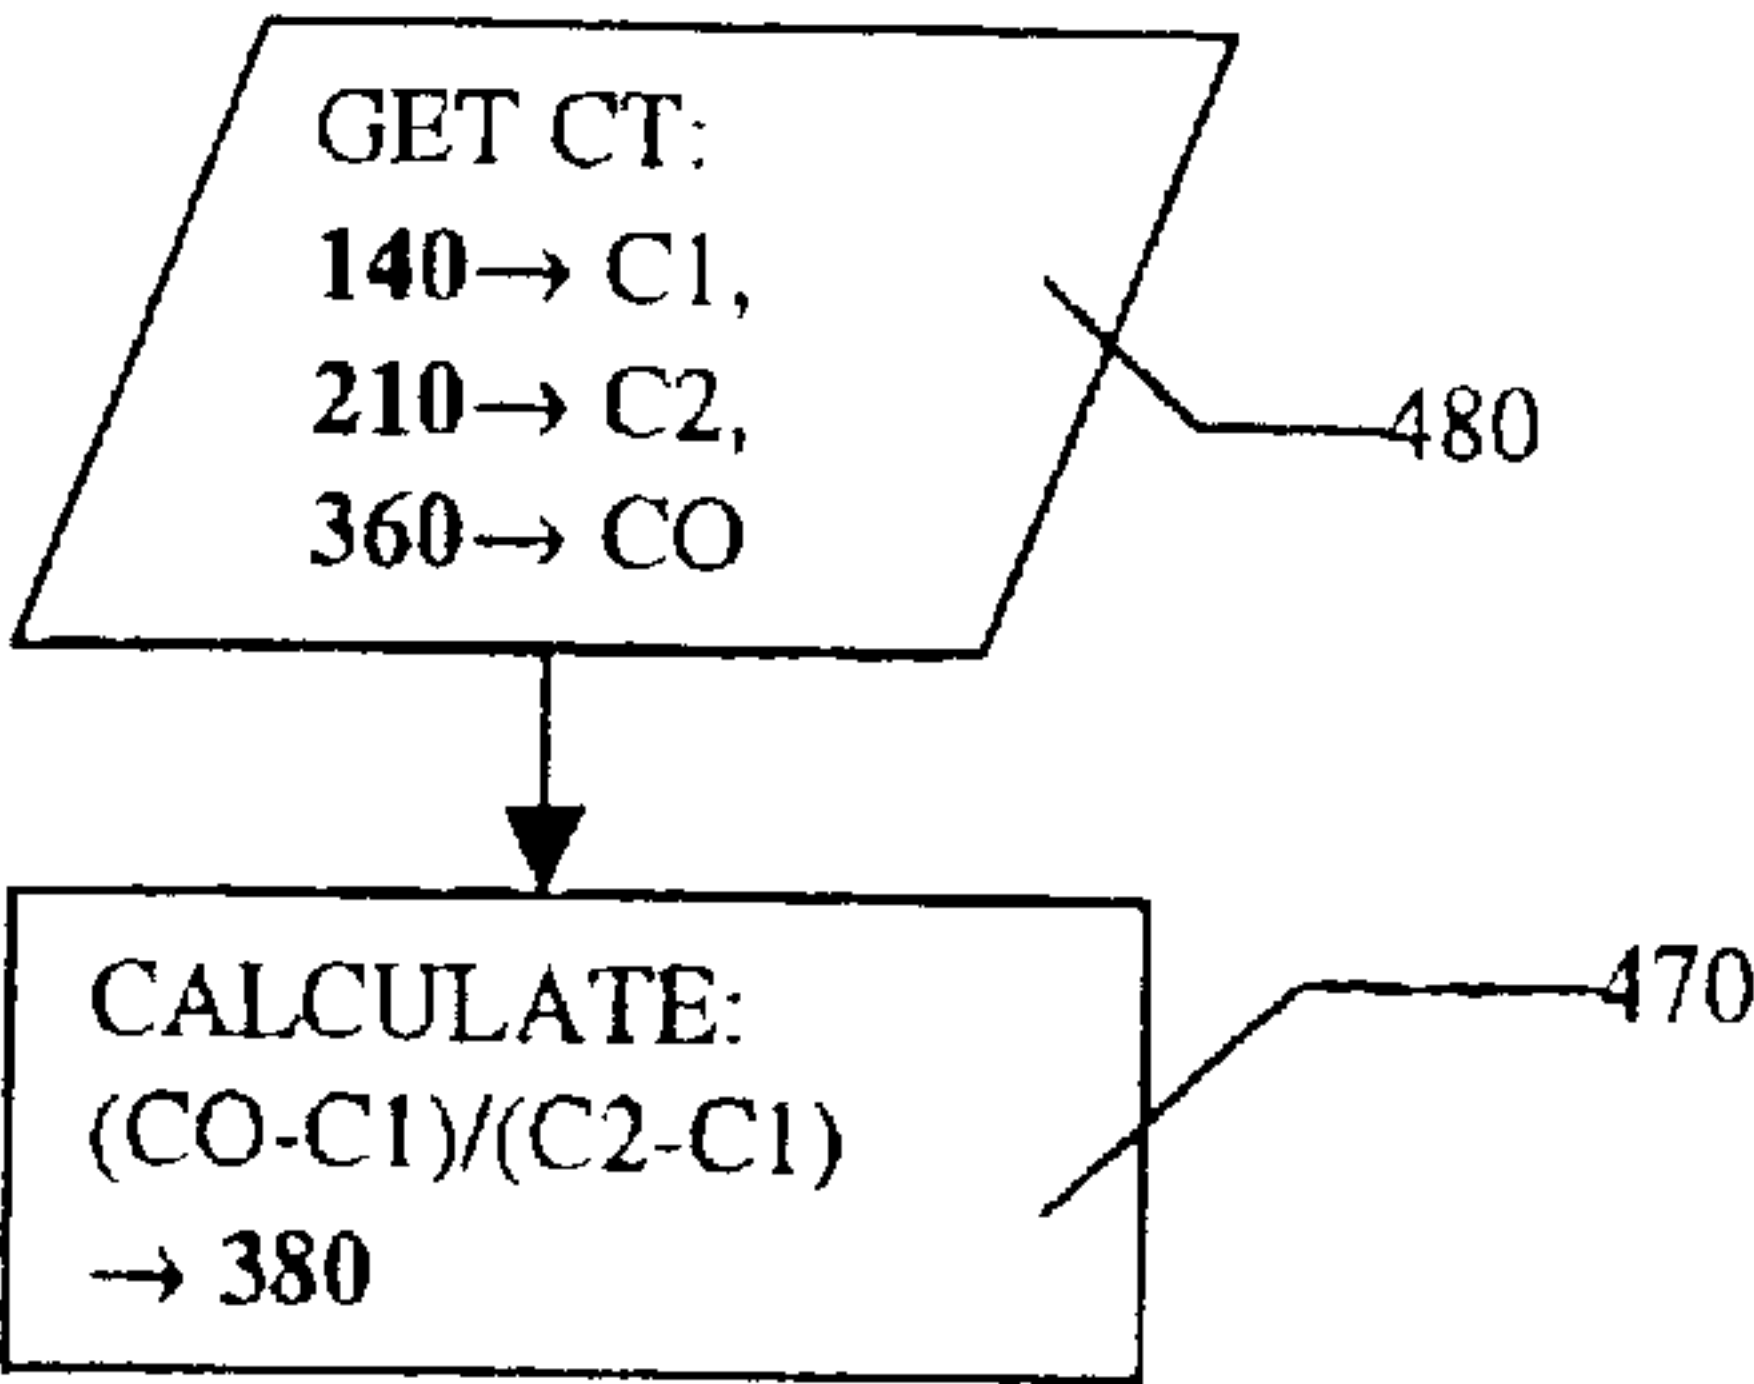 GET CT:
140→ C1,
210→ C2,
360→ CO
480
CALCULATE:
(CO-C1)/(C2-C1)
→ 380
470